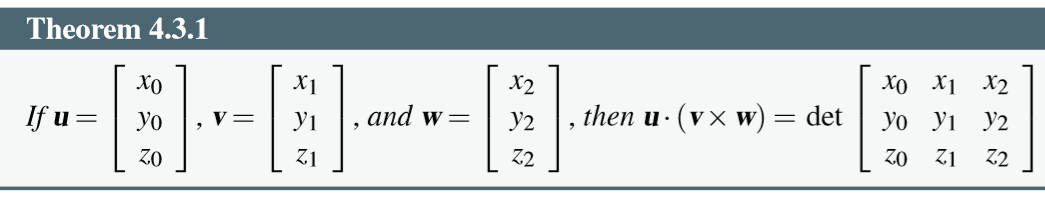 Theorem 4.3.1
If u = [ x0 y0 z0 ], v = [ x1 y1 z1 ], and w = [ x2 y2 z2 ], then u · (v × w) = det [ x0 x1 x2 y0 y1 y2 z0 z1 z2 ]